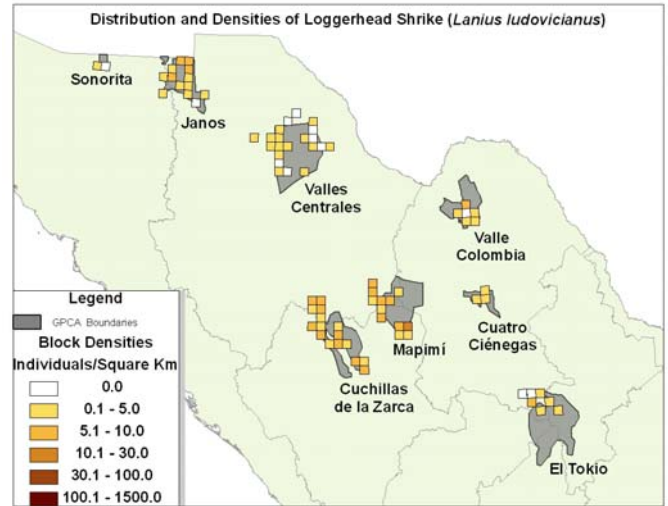 Distribution and Densities of Loggerhead Shrike (Lanius ludovicianus)
Sonorita
Janos
Valles
Centrales
Valle
Colombia
Cuatro
Ciénegas
Mapimí
Cuchillas
de la Zarca
El Tokio
Legend
GPCA Boundaries
Block Densities
Individuals/Square Km
0.0
0.1 - 5.0
5.1 - 10.0
10.1 - 30.0
30.1 - 100.0
100.1 - 1500.0